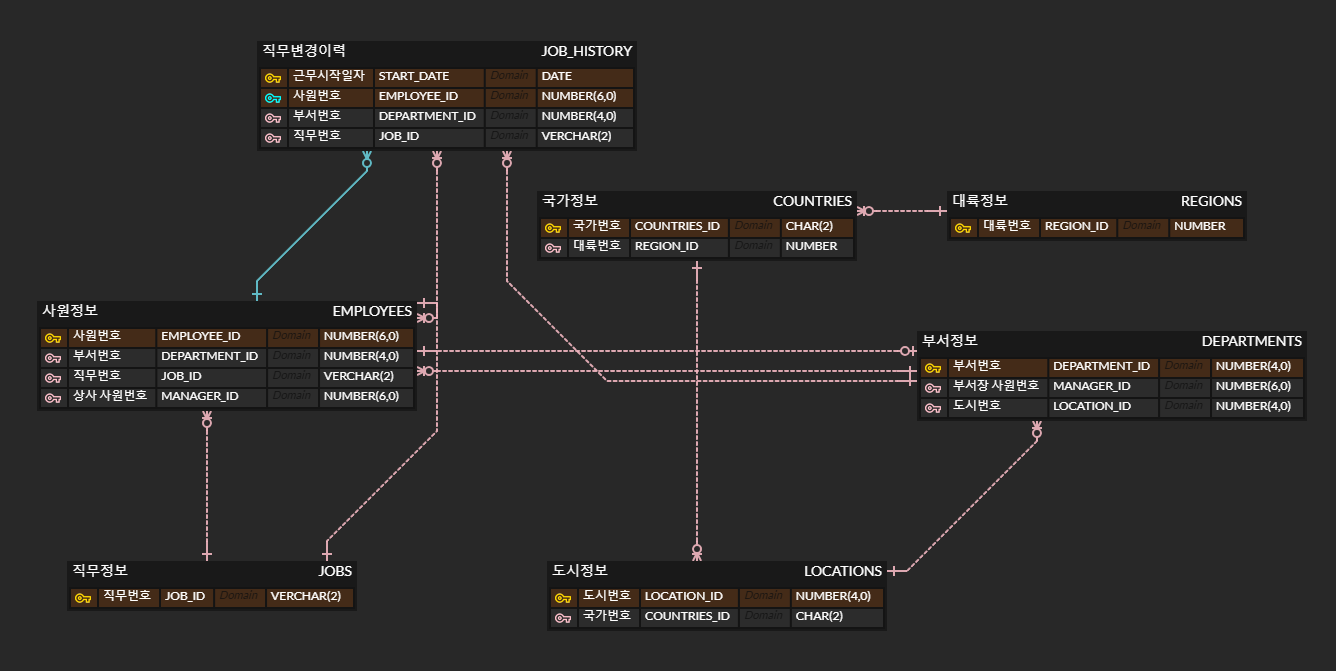 직무변경이력 JOB_HISTORY
근무시작일자 START_DATE Domain DATE
사원번호 EMPLOYEE_ID Domain NUMBER(6,0)
부서번호 DEPARTMENT_ID Domain NUMBER(4,0)
직무번호 JOB_ID Domain VERCHAR(2)
국가정보 COUNTRIES
국가번호 COUNTRIES_ID Domain CHAR(2)
대륙번호 REGION_ID Domain NUMBER
대륙정보 REGIONS
대륙번호 REGION_ID Domain NUMBER
사원정보 EMPLOYEES
사원번호 EMPLOYEE_ID Domain NUMBER(6,0)
부서번호 DEPARTMENT_ID Domain NUMBER(4,0)
직무번호 JOB_ID Domain VERCHAR(2)
상사 사원번호 MANAGER_ID Domain NUMBER(6,0)
부서정보 DEPARTMENTS
부서번호 DEPARTMENT_ID Domain NUMBER(4,0)
부서장 사원번호 MANAGER_ID Domain NUMBER(6,0)
도시번호 LOCATION_ID Domain NUMBER(4,0)
직무정보 JOBS
직무번호 JOB_ID Domain VERCHAR(2)
도시정보 LOCATIONS
도시번호 LOCATION_ID Domain NUMBER(4,0)
국가번호 COUNTRIES_ID Domain CHAR(2)